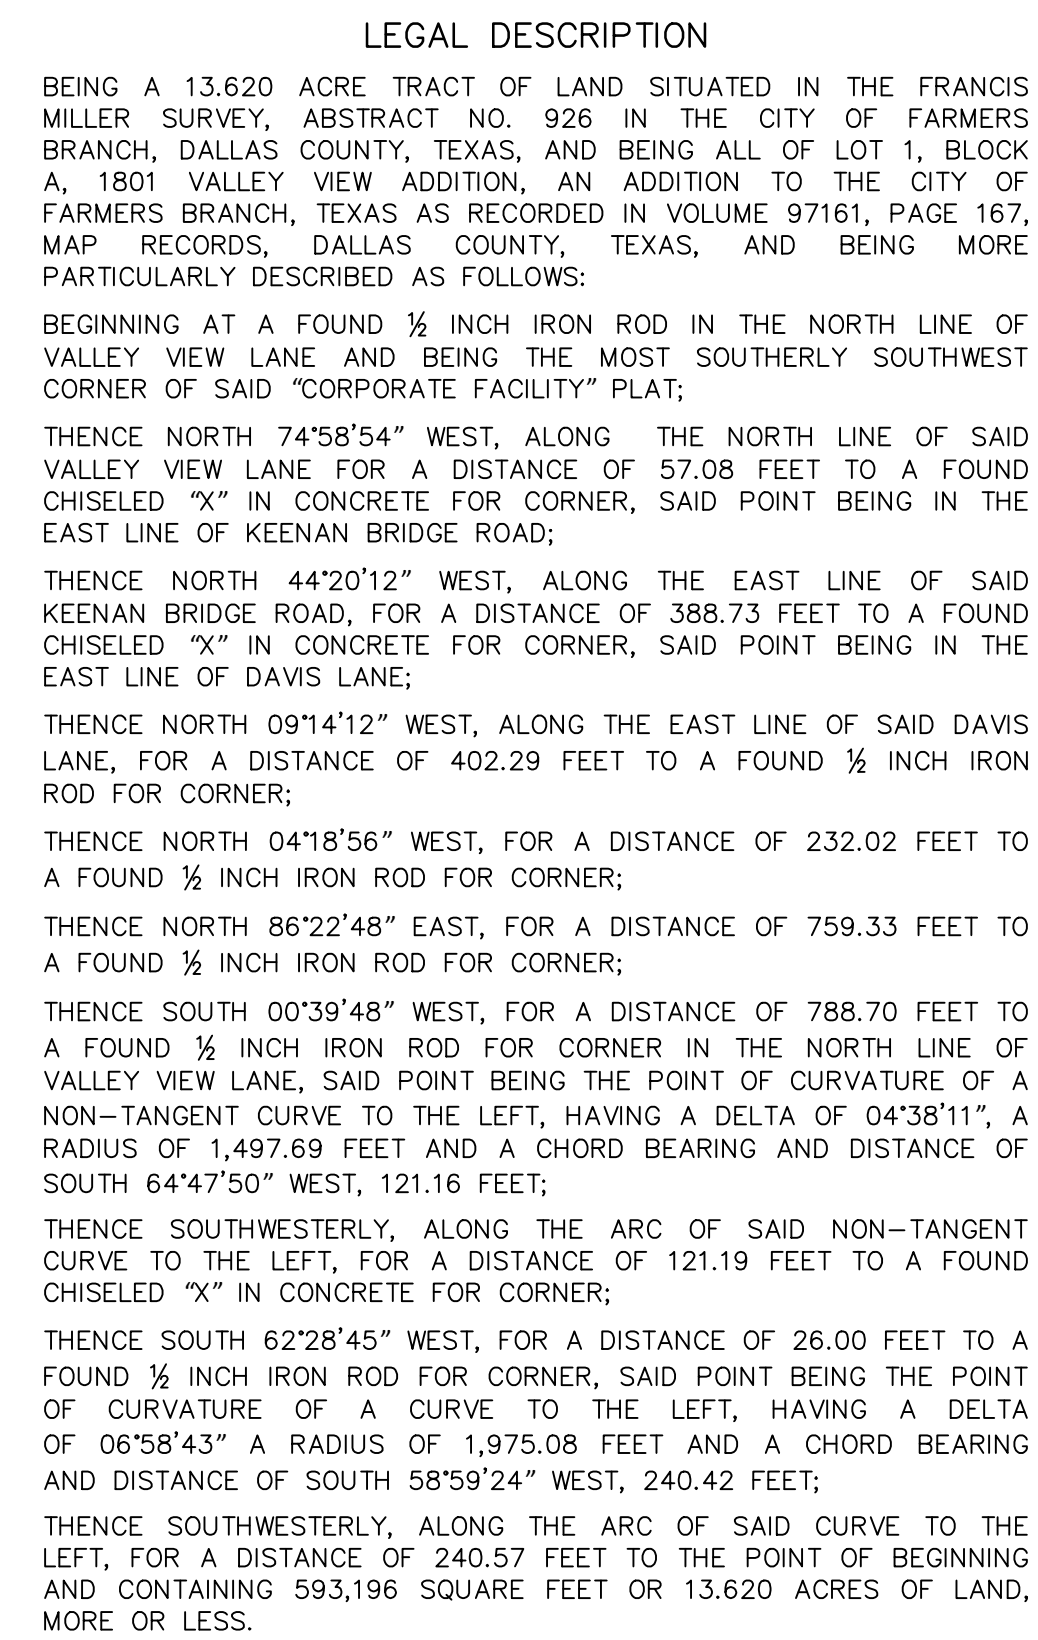 LEGAL DESCRIPTION
BEING A 13.620 ACRE TRACT OF LAND SITUATED IN THE FRANCIS
MILLER SURVEY, ABSTRACT NO. 926 IN THE CITY OF FARMERS
BRANCH, DALLAS COUNTY, TEXAS, AND BEING ALL OF LOT 1, BLOCK
A, 1801 VALLEY VIEW ADDITION, AN ADDITION TO THE CITY OF
FARMERS BRANCH, TEXAS AS RECORDED IN VOLUME 97161, PAGE 167,
MAP RECORDS, DALLAS COUNTY, TEXAS, AND BEING MORE
PARTICULARLY DESCRIBED AS FOLLOWS:
BEGINNING AT A FOUND ½ INCH IRON ROD IN THE NORTH LINE OF
VALLEY VIEW LANE AND BEING THE MOST SOUTHERLY SOUTHWEST
CORNER OF SAID “CORPORATE FACILITY” PLAT;
THENCE NORTH 74°58’54” WEST, ALONG THE NORTH LINE OF SAID
VALLEY VIEW LANE FOR A DISTANCE OF 57.08 FEET TO A FOUND
CHISELED “X” IN CONCRETE FOR CORNER, SAID POINT BEING IN THE
EAST LINE OF KEENAN BRIDGE ROAD;
THENCE NORTH 44°20’12” WEST, ALONG THE EAST LINE OF SAID
KEENAN BRIDGE ROAD, FOR A DISTANCE OF 388.73 FEET TO A FOUND
CHISELED “X” IN CONCRETE FOR CORNER, SAID POINT BEING IN THE
EAST LINE OF DAVIS LANE;
THENCE NORTH 09°14’12” WEST, ALONG THE EAST LINE OF SAID DAVIS
LANE, FOR A DISTANCE OF 402.29 FEET TO A FOUND ½ INCH IRON
ROD FOR CORNER;
THENCE NORTH 04°18’56” WEST, FOR A DISTANCE OF 232.02 FEET TO
A FOUND ½ INCH IRON ROD FOR CORNER;
THENCE NORTH 86°22’48” EAST, FOR A DISTANCE OF 759.33 FEET TO
A FOUND ½ INCH IRON ROD FOR CORNER;
THENCE SOUTH 00°39’48” WEST, FOR A DISTANCE OF 788.70 FEET TO
A FOUND ½ INCH IRON ROD FOR CORNER IN THE NORTH LINE OF
VALLEY VIEW LANE, SAID POINT BEING THE POINT OF CURVATURE OF A
NON–TANGENT CURVE TO THE LEFT, HAVING A DELTA OF 04°38’11”, A
RADIUS OF 1,497.69 FEET AND A CHORD BEARING AND DISTANCE OF
SOUTH 64°47’50” WEST, 121.16 FEET;
THENCE SOUTHWESTERLY, ALONG THE ARC OF SAID NON–TANGENT
CURVE TO THE LEFT, FOR A DISTANCE OF 121.19 FEET TO A FOUND
CHISELED “X” IN CONCRETE FOR CORNER;
THENCE SOUTH 62°28’45” WEST, FOR A DISTANCE OF 26.00 FEET TO A
FOUND ½ INCH IRON ROD FOR CORNER, SAID POINT BEING THE POINT
OF CURVATURE OF A CURVE TO THE LEFT, HAVING A DELTA
OF 06°58’43” A RADIUS OF 1,975.08 FEET AND A CHORD BEARING
AND DISTANCE OF SOUTH 58°59’24” WEST, 240.42 FEET;
THENCE SOUTHWESTERLY, ALONG THE ARC OF SAID CURVE TO THE
LEFT, FOR A DISTANCE OF 240.57 FEET TO THE POINT OF BEGINNING
AND CONTAINING 593,196 SQUARE FEET OR 13.620 ACRES OF LAND,
MORE OR LESS.